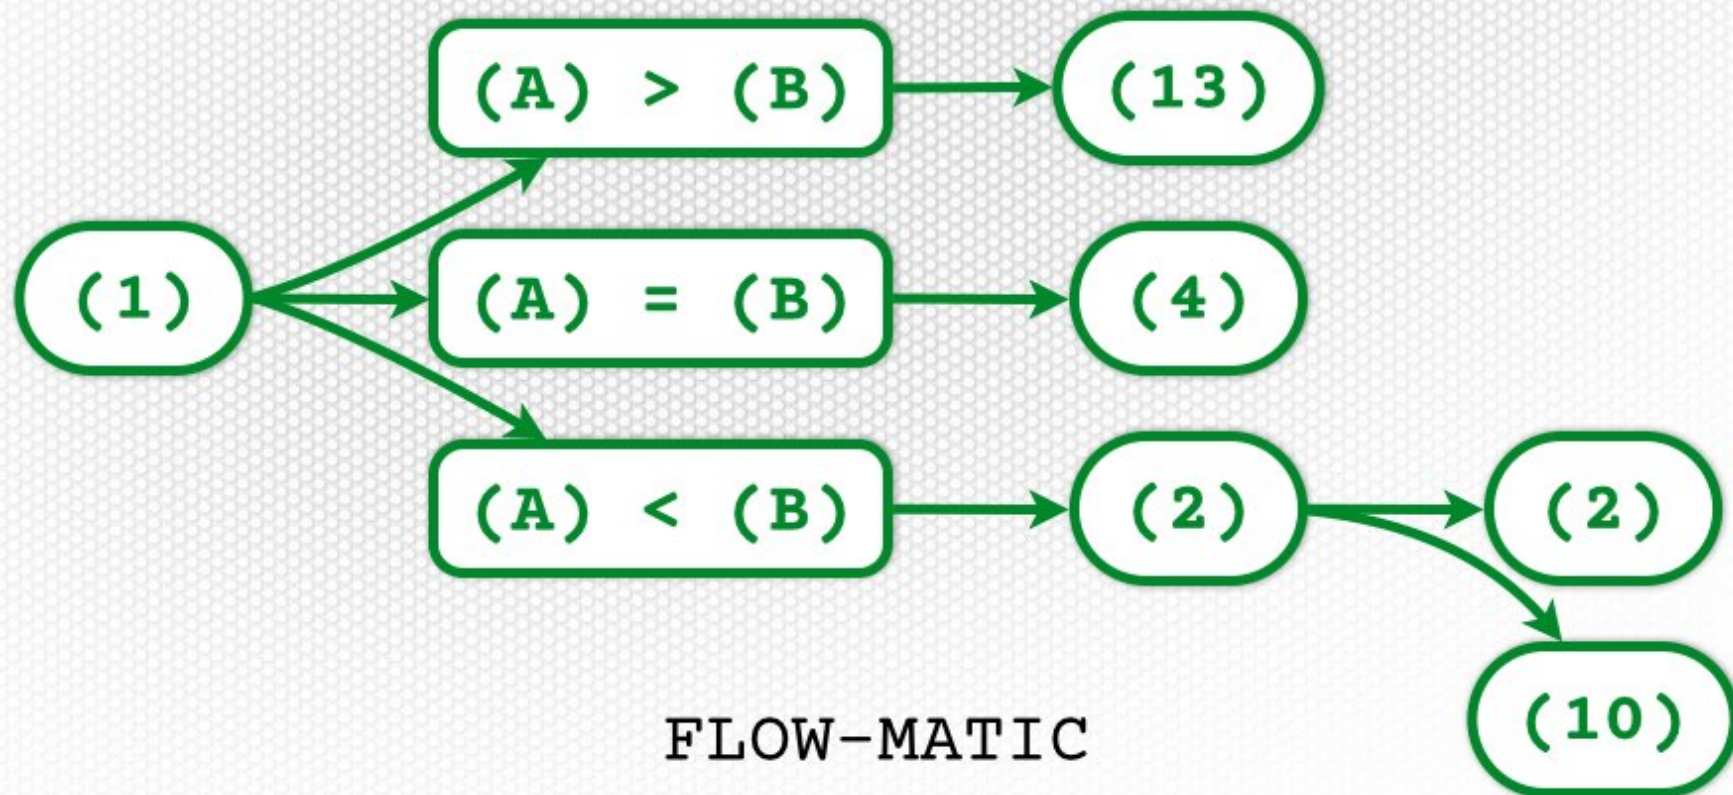 (A) > (B)
(13)
(1)
(A) = (B)
(4)
(A) < (B)
(2)
(2)
(10)
FLOW-MATIC